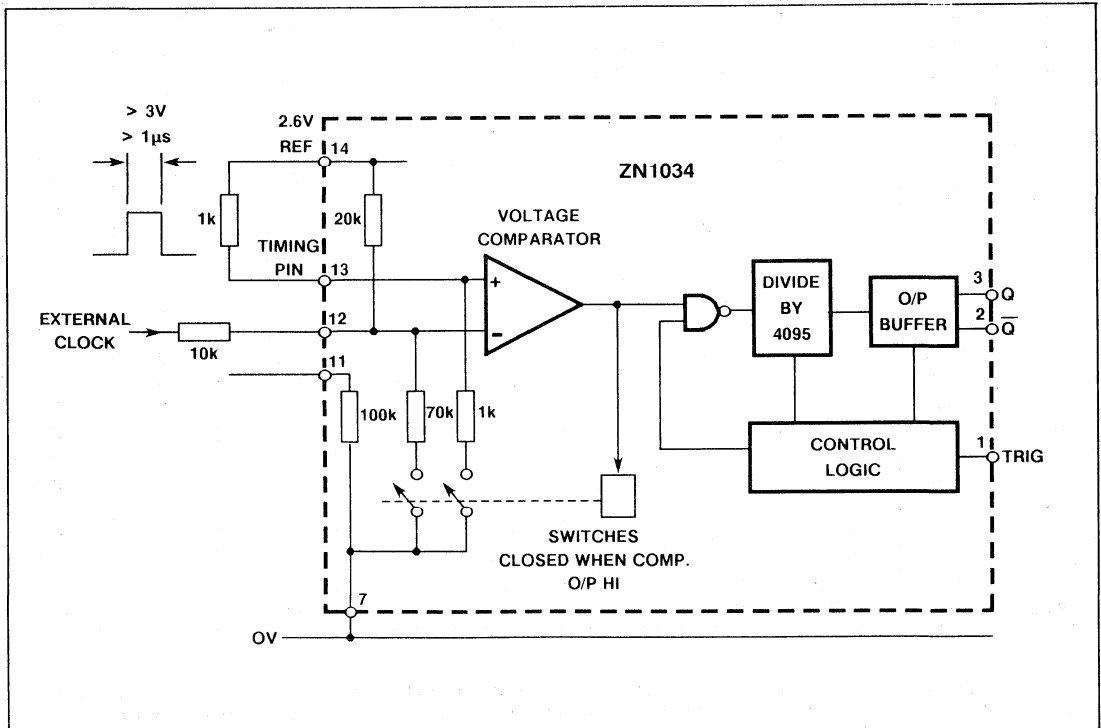 > 3V
> 1µs
2.6V
REF
14
ZN1034
1k
20k
VOLTAGE
COMPARATOR
TIMING
PIN
13
+
DIVIDE
BY
4095
O/P
BUFFER
3
Q
2
Q̅
EXTERNAL
CLOCK
10k
12
−
11
100k
70k
1k
CONTROL
LOGIC
1
TRIG
SWITCHES
CLOSED WHEN COMP.
O/P HI
7
OV